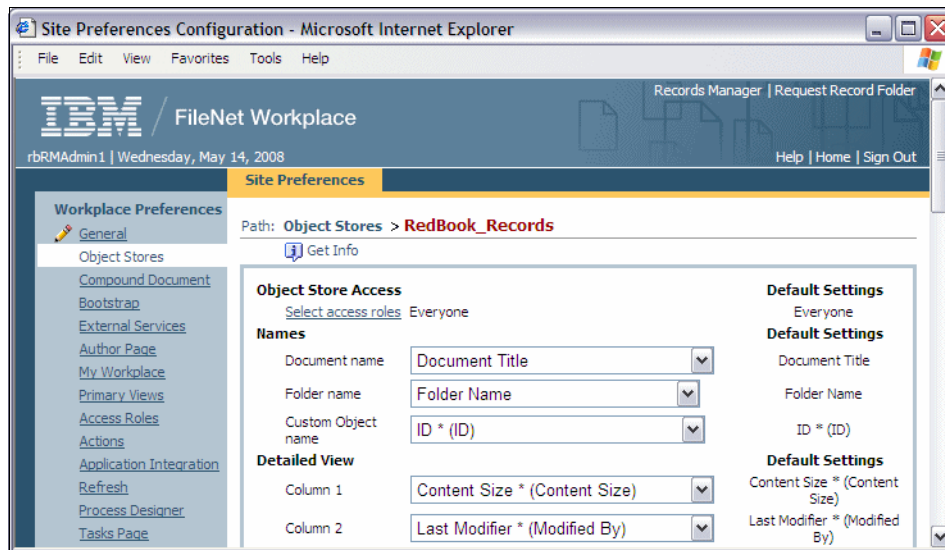 Site Preferences Configuration - Microsoft Internet Explorer
File Edit View Favorites Tools Help
Records Manager | Request Record Folder
IBM / FileNet Workplace
rbRMAdmin1 | Wednesday, May 14, 2008
Help | Home | Sign Out
Site Preferences
Workplace Preferences
General
Object Stores
Compound Document
Bootstrap
External Services
Author Page
My Workplace
Primary Views
Access Roles
Actions
Application Integration
Refresh
Process Designer
Tasks Page
Path: Object Stores > RedBook_Records
Get Info
Object Store Access Default Settings
Select access roles Everyone Everyone
Names Default Settings
Document name Document Title Document Title
Folder name Folder Name Folder Name
Custom Object
name ID * (ID) ID * (ID)
Detailed View Default Settings
Column 1 Content Size * (Content Size) Content Size * (Content
Size)
Column 2 Last Modifier * (Modified By) Last Modifier * (Modified
By)